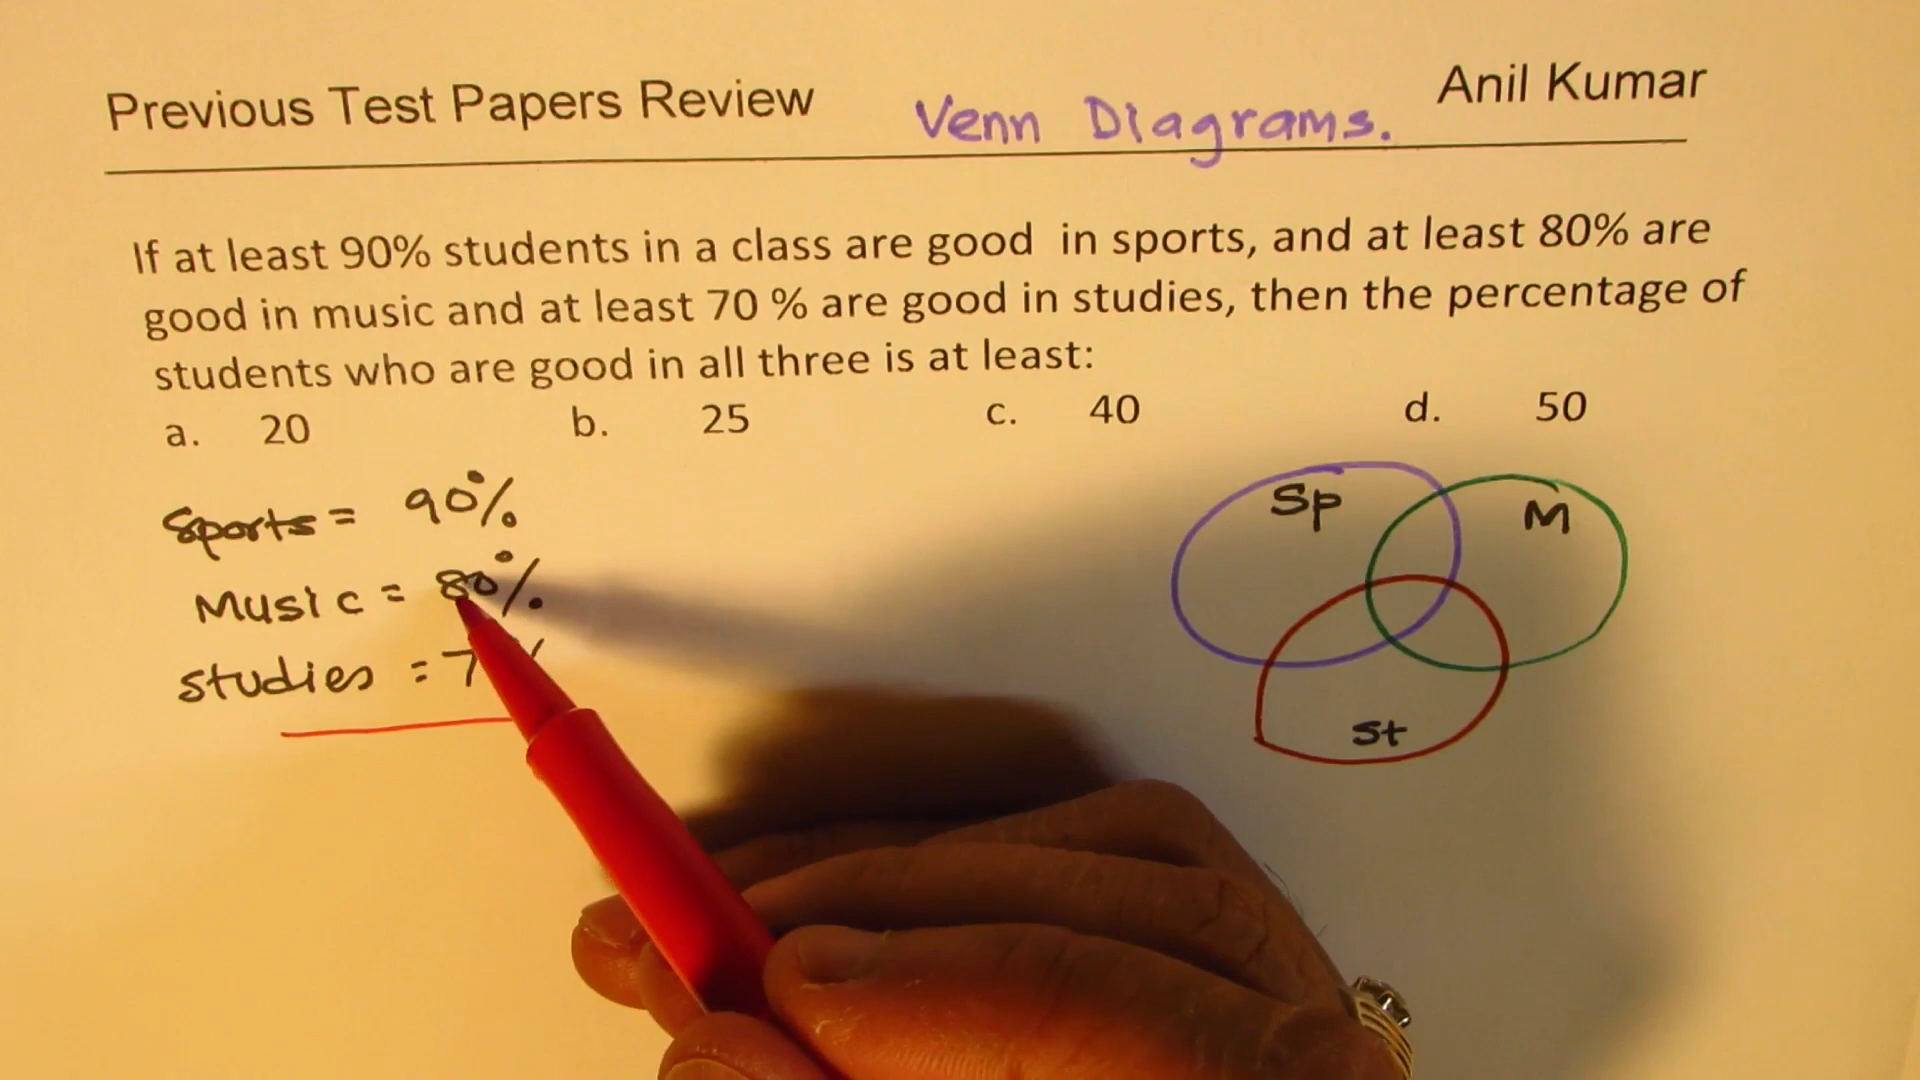 Previous Test Papers Review Venn Diagrams. Anil Kumar
If at least 90% students in a class are good in sports, and at least 80% are
good in music and at least 70 % are good in studies, then the percentage of
students who are good in all three is at least:
a. 20 b. 25 c. 40 d. 50
Sports = 90%
Music = 80%
studies = 7
Sp M
St